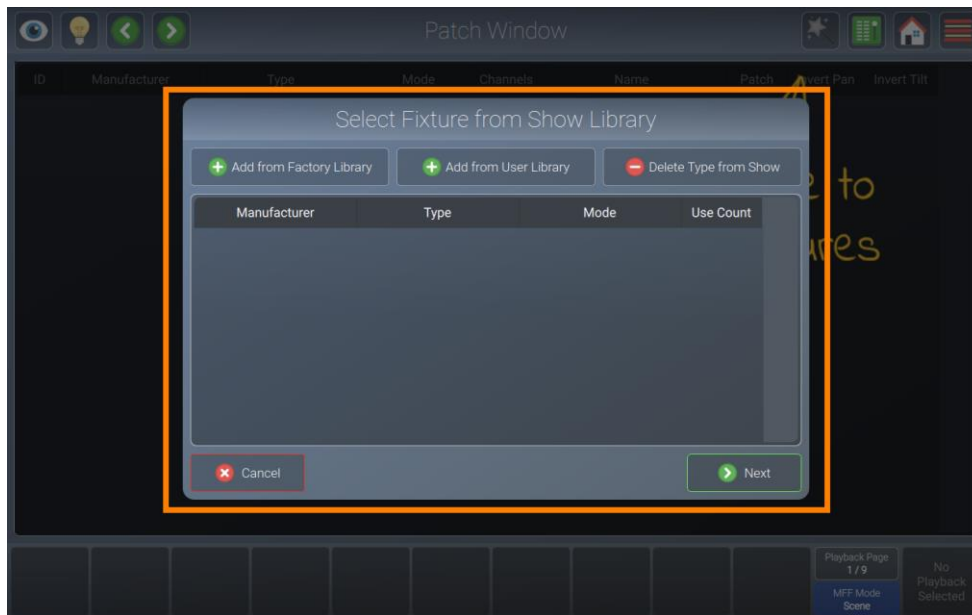 Patch Window
ID Manufacturer Type Mode Channels Name Patch Invert Pan Invert Tilt
Select Fixture from Show Library
Add from Factory Library Add from User Library Delete Type from Show
to
Manufacturer Type Mode Use Count
Cancel Next
Playback Page
1 / 9
MFF Mode
Scene
No
Playback
Selected